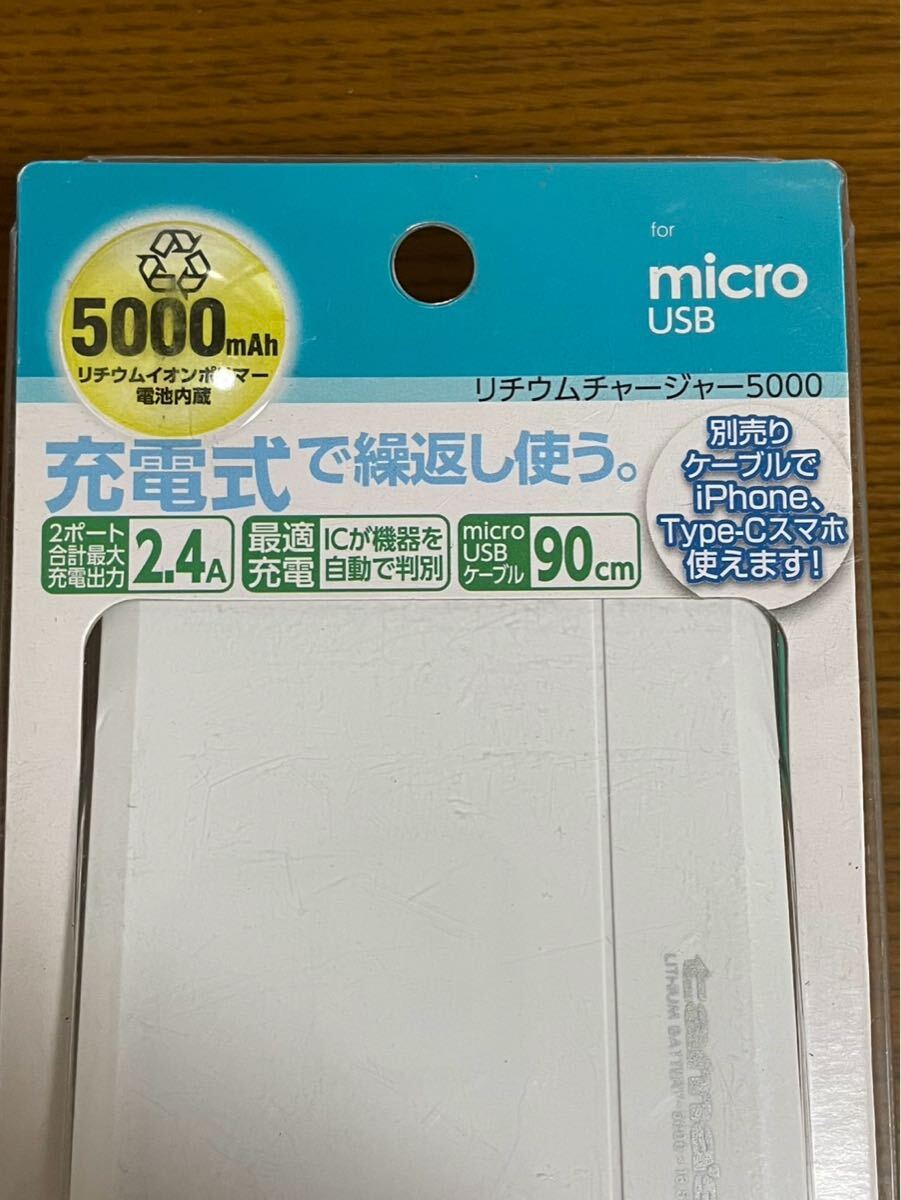 5000mAh
リチウムイオンポリマー
電池内蔵
for
micro
USB
リチウムチャージャー5000
充電式で繰返し使う。
別売り
ケーブルで
iPhone、
Type-Cスマホ
使えます!
2ポート
合計最大
充電出力
2.4A
最適
充電
ICが機器を
自動で判別
micro
USB
ケーブル
90cm
LITHIUM BATTERY